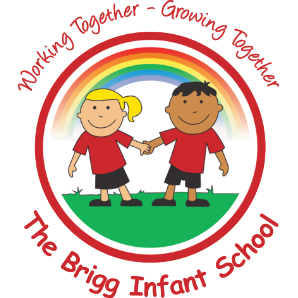 Working Together - Growing Together
The Brigg Infant School